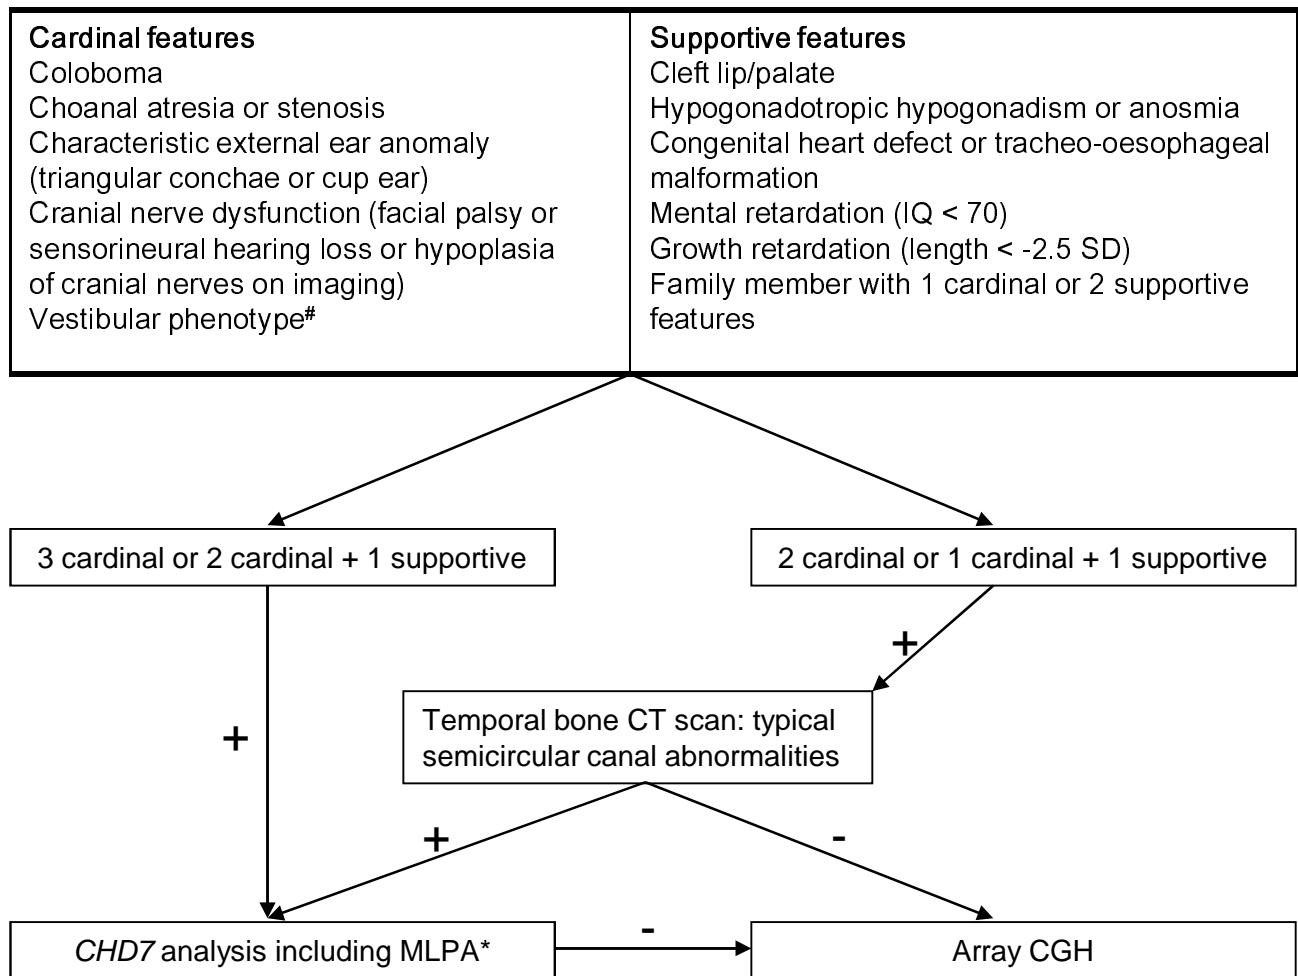 Cardinal features
Coloboma
Choanal atresia or stenosis
Characteristic external ear anomaly
(triangular conchae or cup ear)
Cranial nerve dysfunction (facial palsy or
sensorineural hearing loss or hypoplasia
of cranial nerves on imaging)
Vestibular phenotype#
Supportive features
Cleft lip/palate
Hypogonadotropic hypogonadism or anosmia
Congenital heart defect or tracheo-oesophageal
malformation
Mental retardation (IQ < 70)
Growth retardation (length < -2.5 SD)
Family member with 1 cardinal or 2 supportive
features
3 cardinal or 2 cardinal + 1 supportive
2 cardinal or 1 cardinal + 1 supportive
+
+
Temporal bone CT scan: typical
semicircular canal abnormalities
+
-
CHD7 analysis including MLPA*
-
Array CGH